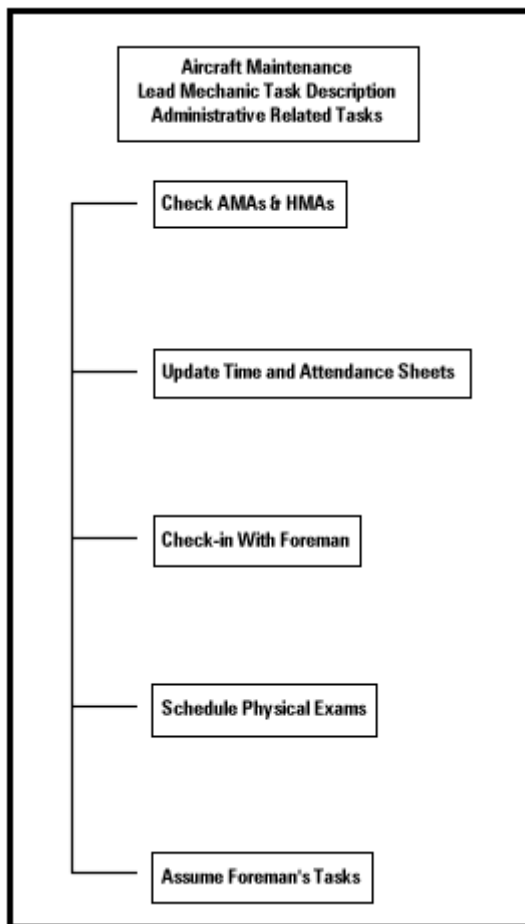 Aircraft Maintenance
Lead Mechanic Task Description
Administrative Related Tasks
Check AMAs & HMAs
Update Time and Attendance Sheets
Check-in With Foreman
Schedule Physical Exams
Assume Foreman's Tasks